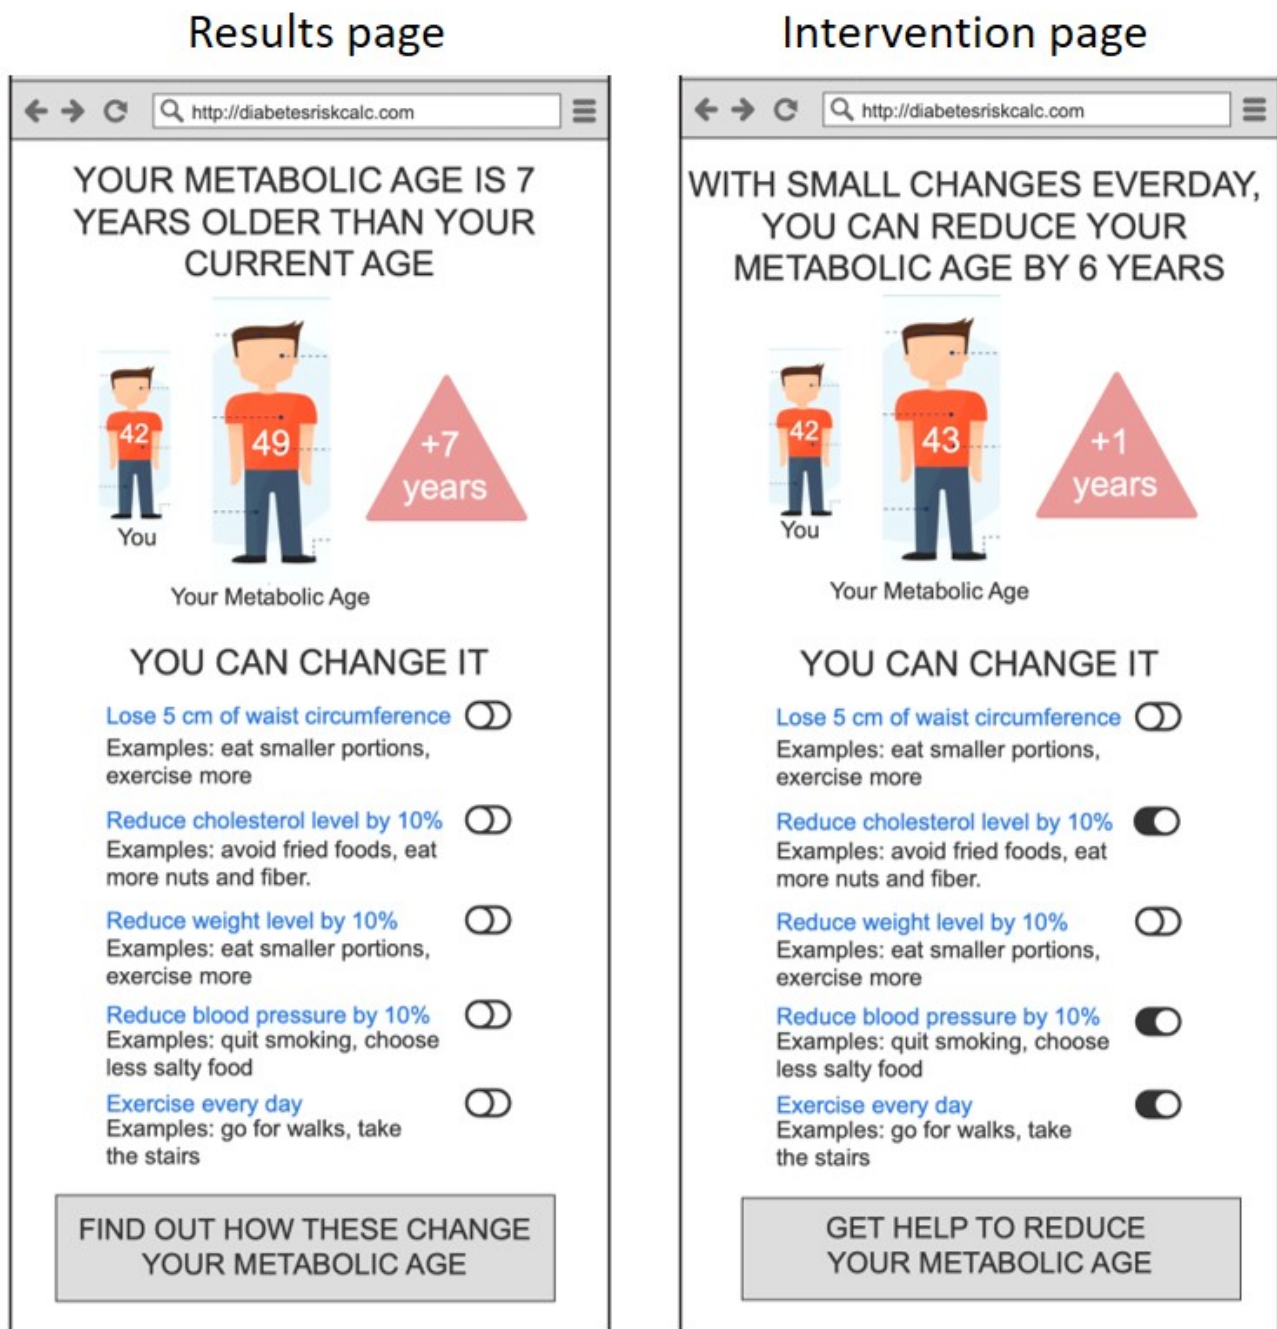 Results page
http://diabetesriskcalc.com
YOUR METABOLIC AGE IS 7
YEARS OLDER THAN YOUR
CURRENT AGE
42
49
+7
years
You
Your Metabolic Age
YOU CAN CHANGE IT
Lose 5 cm of waist circumference
Examples: eat smaller portions,
exercise more
Reduce cholesterol level by 10%
Examples: avoid fried foods, eat
more nuts and fiber.
Reduce weight level by 10%
Examples: eat smaller portions,
exercise more
Reduce blood pressure by 10%
Examples: quit smoking, choose
less salty food
Exercise every day
Examples: go for walks, take
the stairs
FIND OUT HOW THESE CHANGE
YOUR METABOLIC AGE
Intervention page
http://diabetesriskcalc.com
WITH SMALL CHANGES EVERDAY,
YOU CAN REDUCE YOUR
METABOLIC AGE BY 6 YEARS
42
43
+1
years
You
Your Metabolic Age
YOU CAN CHANGE IT
Lose 5 cm of waist circumference
Examples: eat smaller portions,
exercise more
Reduce cholesterol level by 10%
Examples: avoid fried foods, eat
more nuts and fiber.
Reduce weight level by 10%
Examples: eat smaller portions,
exercise more
Reduce blood pressure by 10%
Examples: quit smoking, choose
less salty food
Exercise every day
Examples: go for walks, take
the stairs
GET HELP TO REDUCE
YOUR METABOLIC AGE